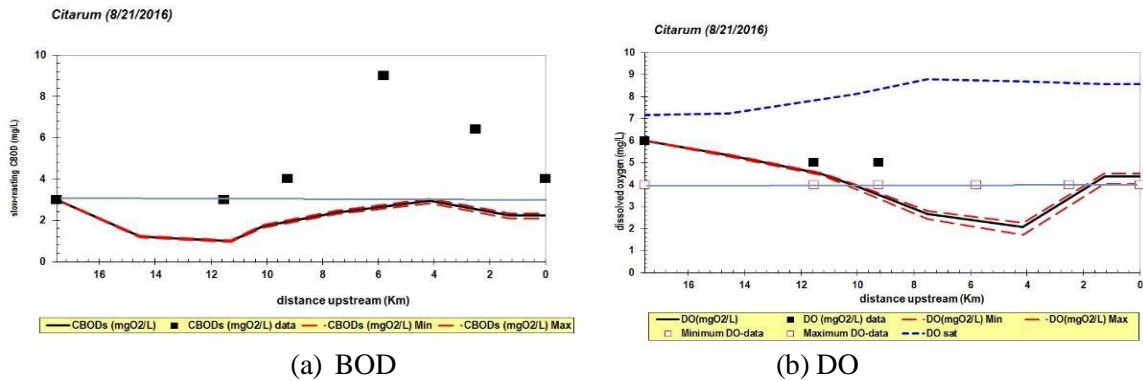 Citarum (8/21/2016)
10
8
6
4
2
0
slow-reating CBOD (mg/L)
16 14 12 10 8 6 4 2 0
distance upstream (Km)
CBODs (mgO2/L) CBODs (mgO2/L) data -CBODs (mgO2/L) Min -CBODs (mgO2/L) Max
(a) BOD
Citarum (8/21/2016)
10
9
8
7
6
5
4
3
2
1
0
dissolved oxygen (mg/L)
16 14 12 10 8 6 4 2 0
distance upstream (Km)
DO(mgO2/L) DO (mgO2/L) data -DO(mgO2/L) Min -DO(mgO2/L) Max
Minimum DO-data Maximum DO-data DO sat
(b) DO